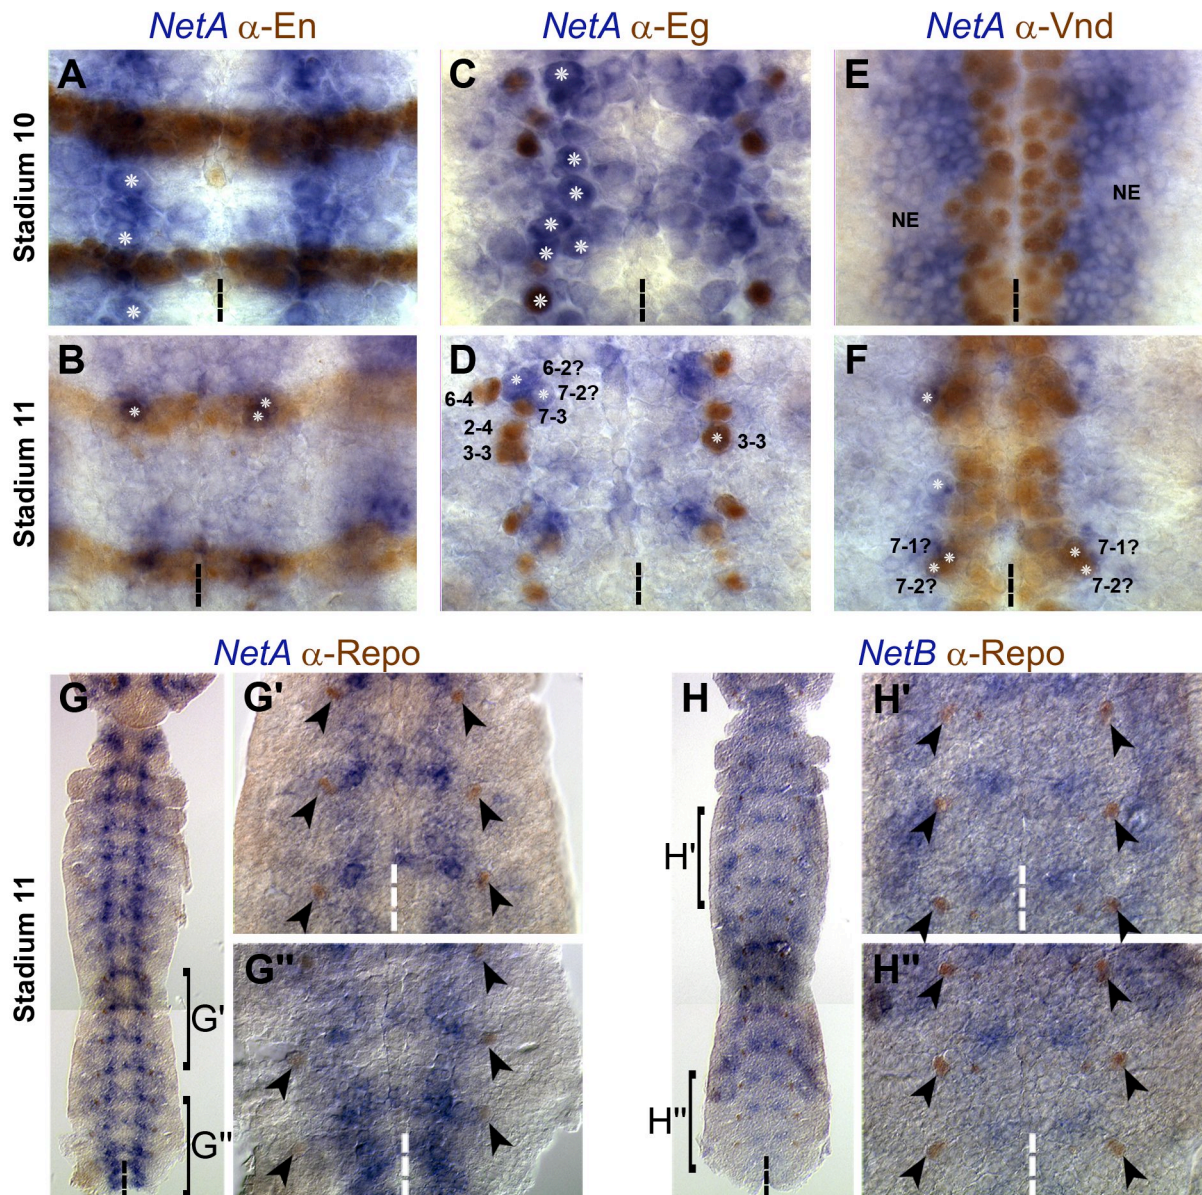 NetA α-En
NetA α-Eg
NetA α-Vnd
Stadium 10
A
C
*
*
*
*
*
*
*
*
*
*
E
NE
NE
Stadium 11
B
*
*
*
D
6-2?
*
*
7-2?
6-4
7-3
2-4
3-3
*
3-3
F
*
*
7-1?
*
*
7-2?
*
7-1?
*
7-2?
NetA α-Repo
NetB α-Repo
Stadium 11
G
G'
G''
G'
G''
H
H'
H''
H'
H''